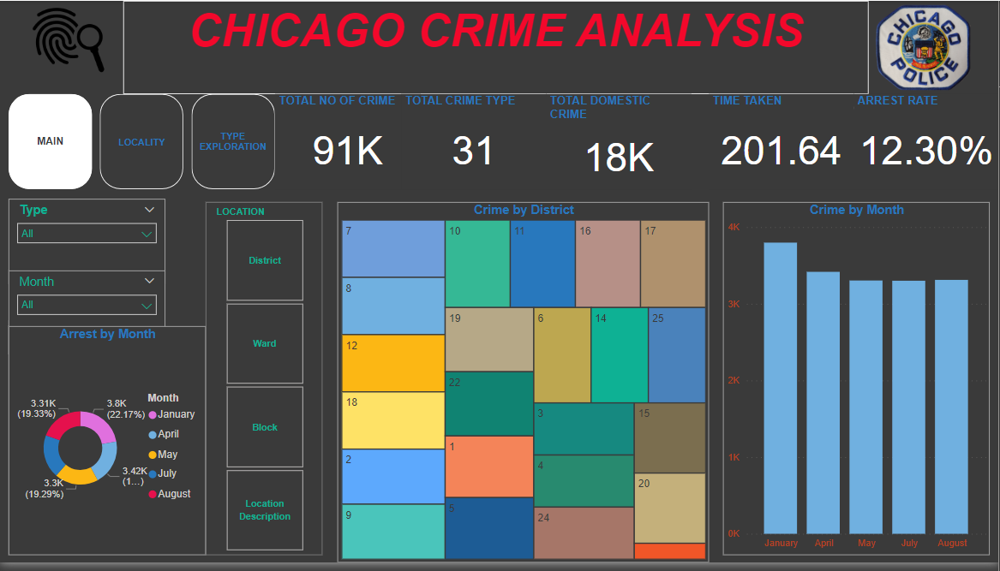 CHICAGO CRIME ANALYSIS
CHICAGO
POLICE
MAIN
LOCALITY
TYPE
EXPLORATION
TOTAL NO OF CRIME
91K
TOTAL CRIME TYPE
31
TOTAL DOMESTIC
CRIME
18K
TIME TAKEN
201.64
ARREST RATE
12.30%
Type
All
Month
All
Arrest by Month
3.31K
(19.33%)
3.8K
(22.17%)
3.42K
(1...)
3.3K
(19.29%)
Month
January
April
May
July
August
LOCATION
District
Ward
Block
Location
Description
Crime by District
7
8
12
18
2
9
10
11
16
17
19
22
1
5
6
14
25
3
4
24
15
20
Crime by Month
4K
3K
2K
1K
0K
January
April
May
July
August